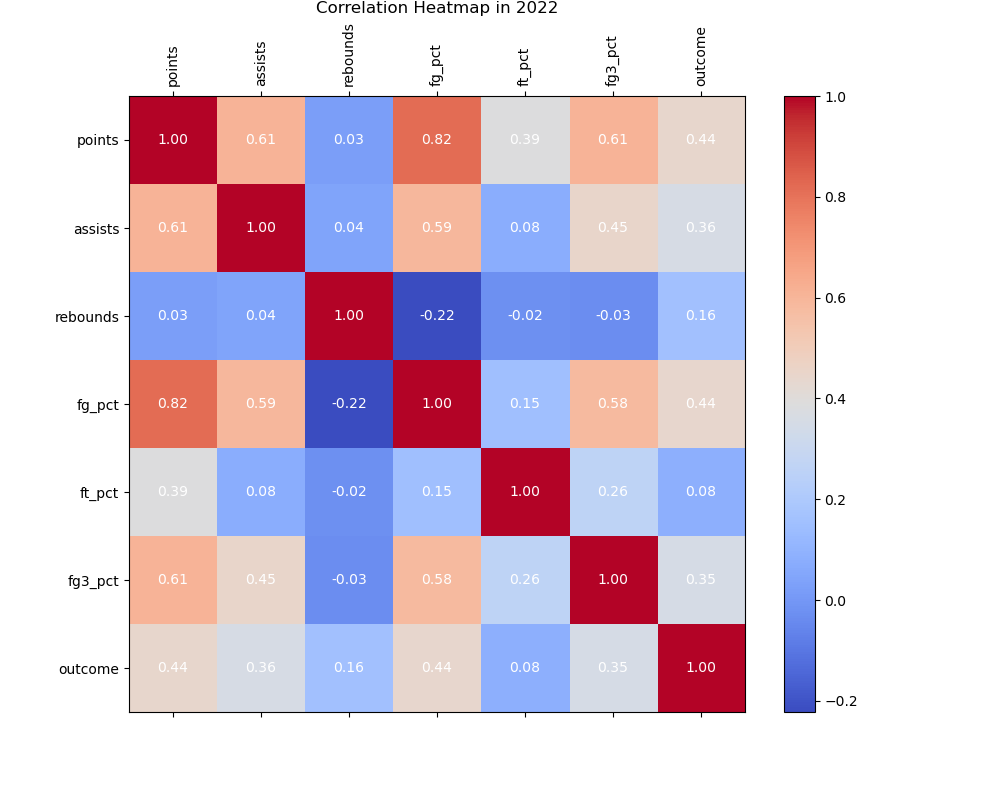 Correlation Heatmap in 2022
points assists rebounds fg_pct ft_pct fg3_pct outcome
points 1.00 0.61 0.03 0.82 0.39 0.61 0.44
assists 0.61 1.00 0.04 0.59 0.08 0.45 0.36
rebounds 0.03 0.04 1.00 -0.22 -0.02 -0.03 0.16
fg_pct 0.82 0.59 -0.22 1.00 0.15 0.58 0.44
ft_pct 0.39 0.08 -0.02 0.15 1.00 0.26 0.08
fg3_pct 0.61 0.45 -0.03 0.58 0.26 1.00 0.35
outcome 0.44 0.36 0.16 0.44 0.08 0.35 1.00
1.0
0.8
0.6
0.4
0.2
0.0
−0.2